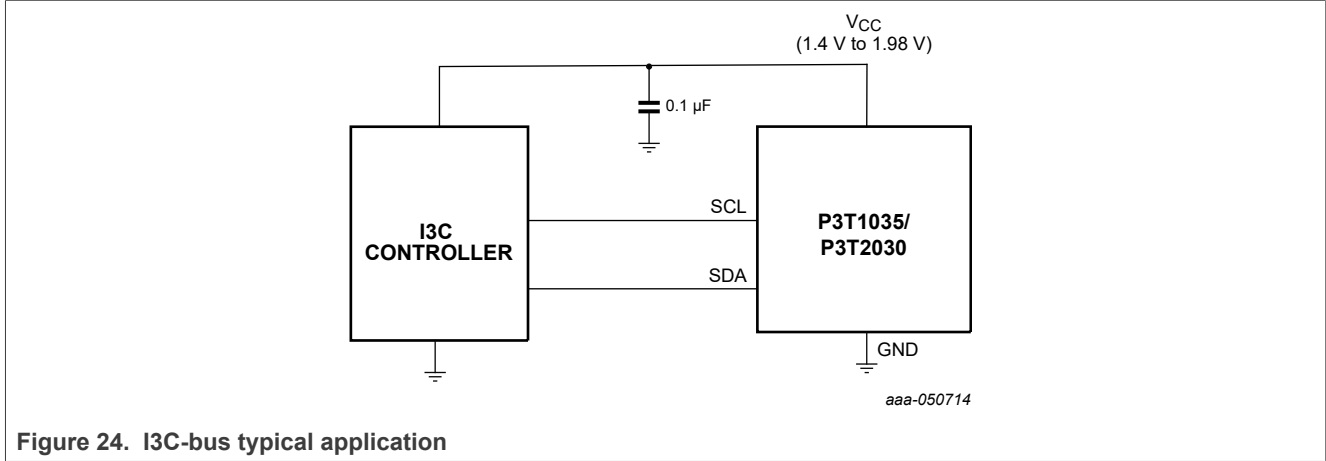 VCC
(1.4 V to 1.98 V)
0.1 µF
SCL
I3C
CONTROLLER
P3T1035/
P3T2030
SDA
GND
aaa-050714
Figure 24. I3C-bus typical application